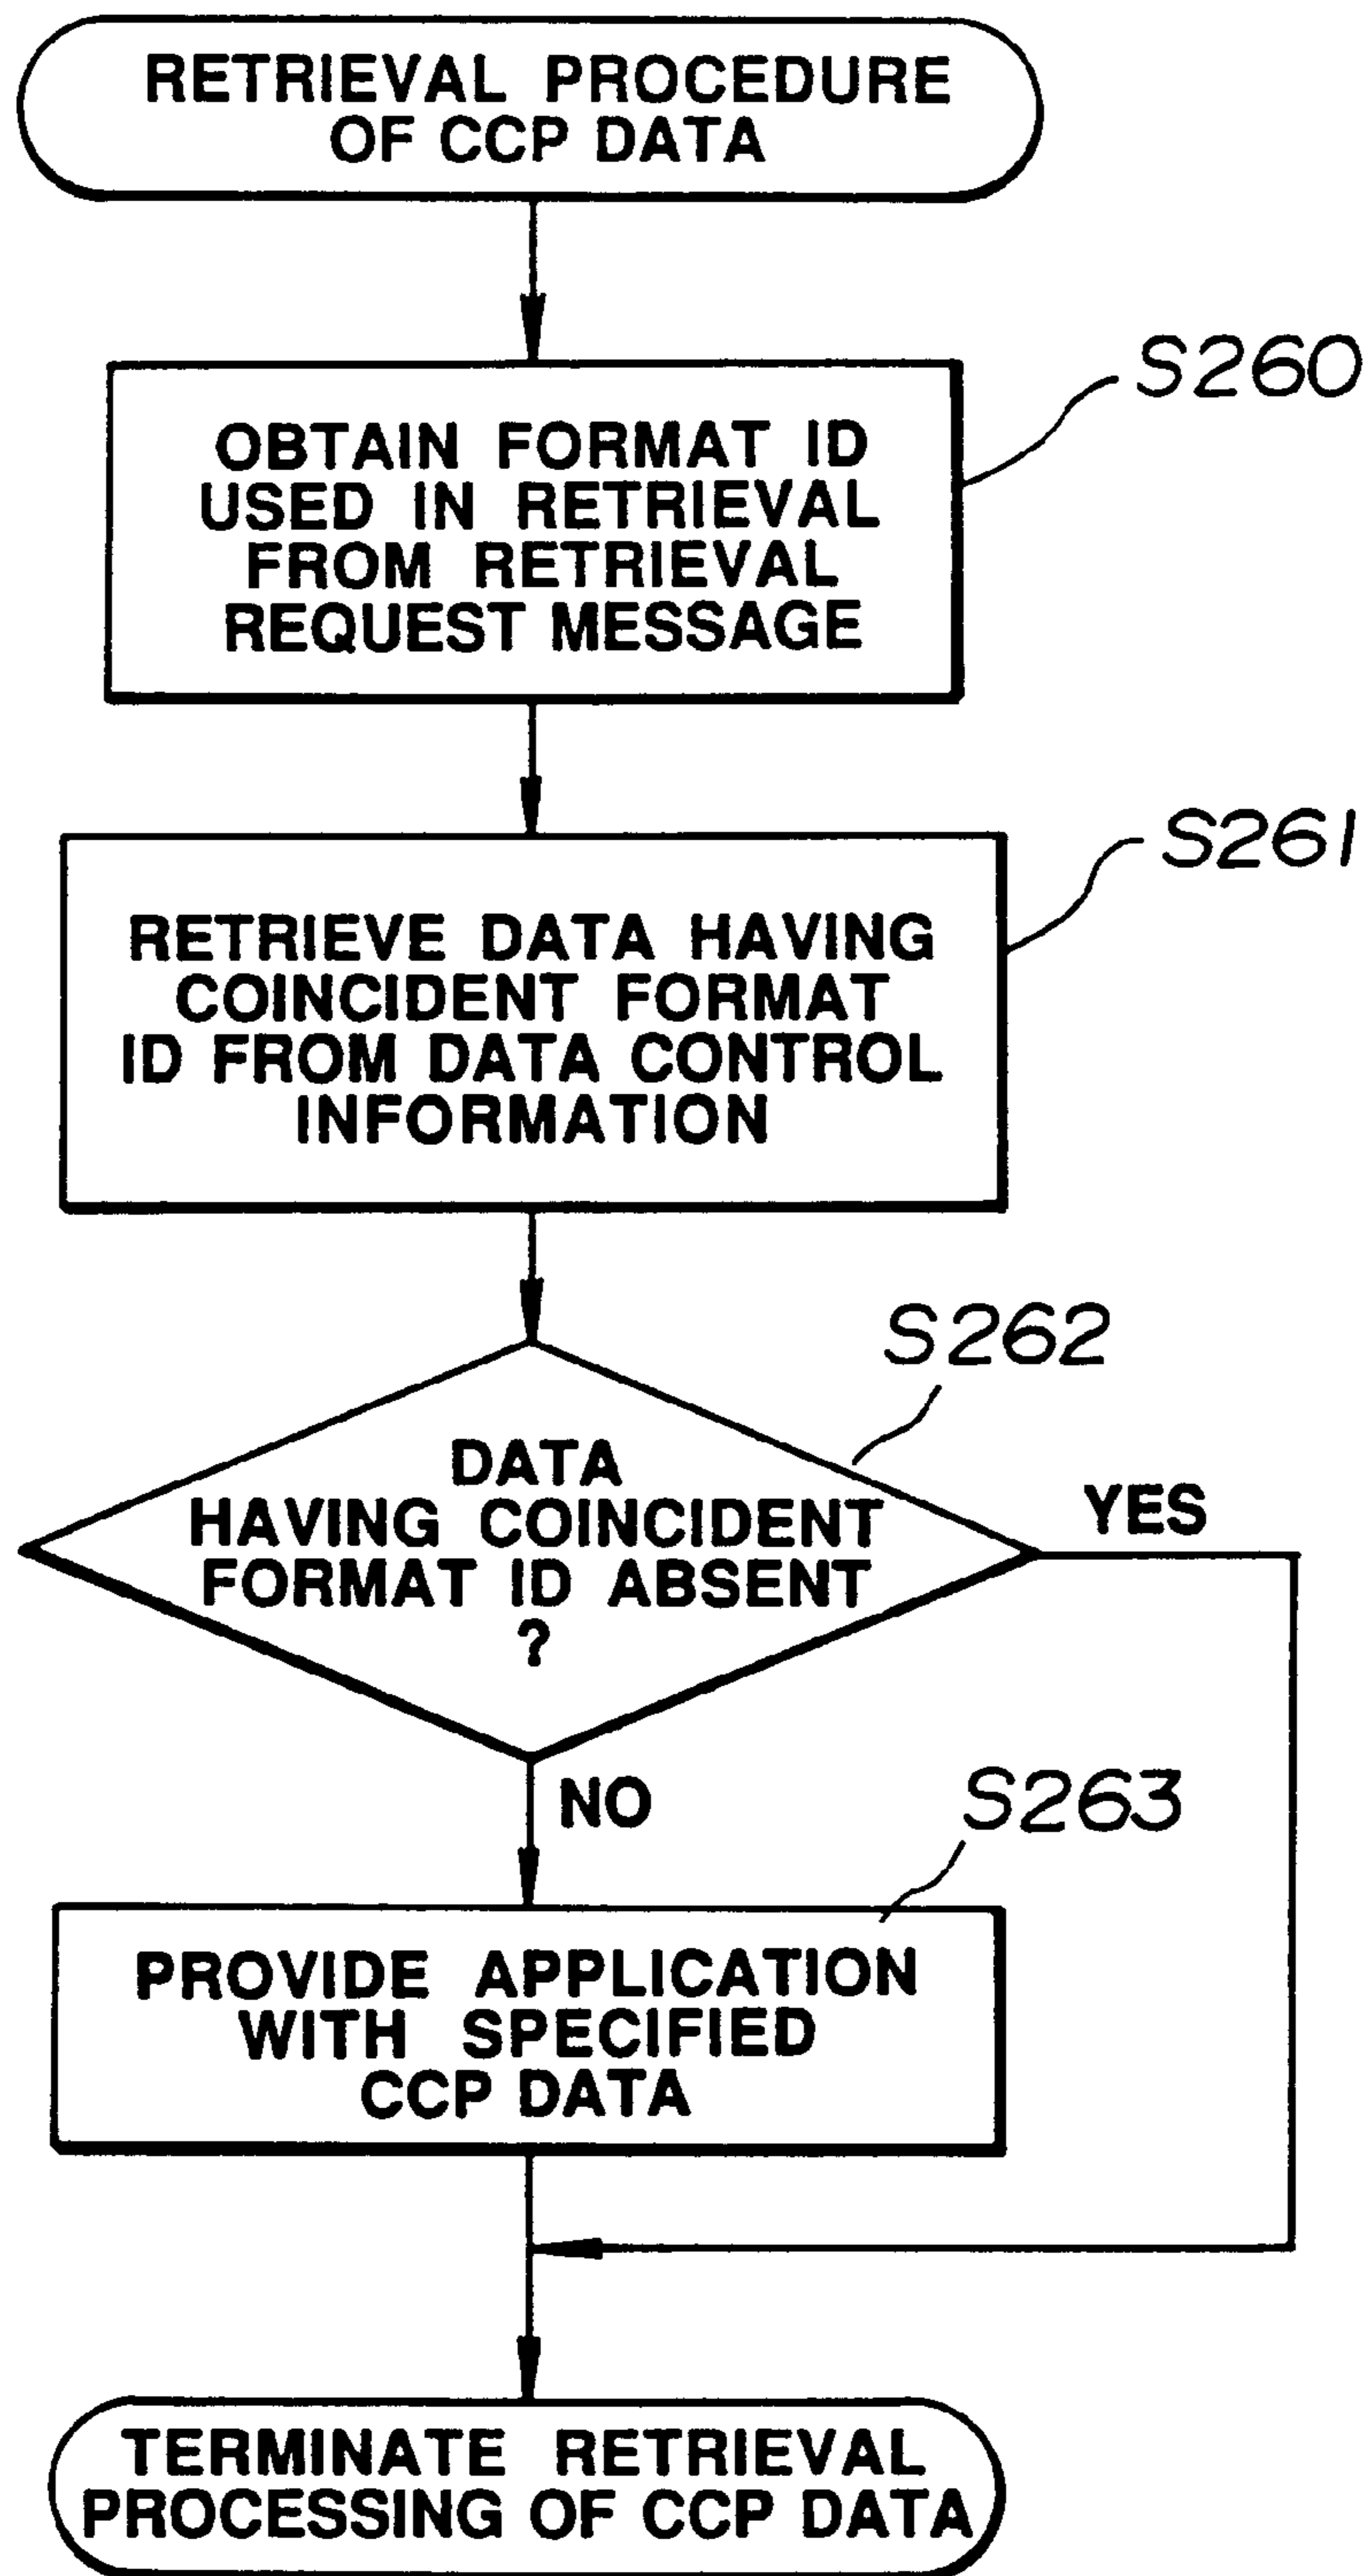 RETRIEVAL PROCEDURE
OF CCP DATA
S260
OBTAIN FORMAT ID
USED IN RETRIEVAL
FROM RETRIEVAL
REQUEST MESSAGE
S261
RETRIEVE DATA HAVING
COINCIDENT FORMAT
ID FROM DATA CONTROL
INFORMATION
S262
DATA
HAVING COINCIDENT
FORMAT ID ABSENT
?
YES
NO
S263
PROVIDE APPLICATION
WITH SPECIFIED
CCP DATA
TERMINATE RETRIEVAL
PROCESSING OF CCP DATA